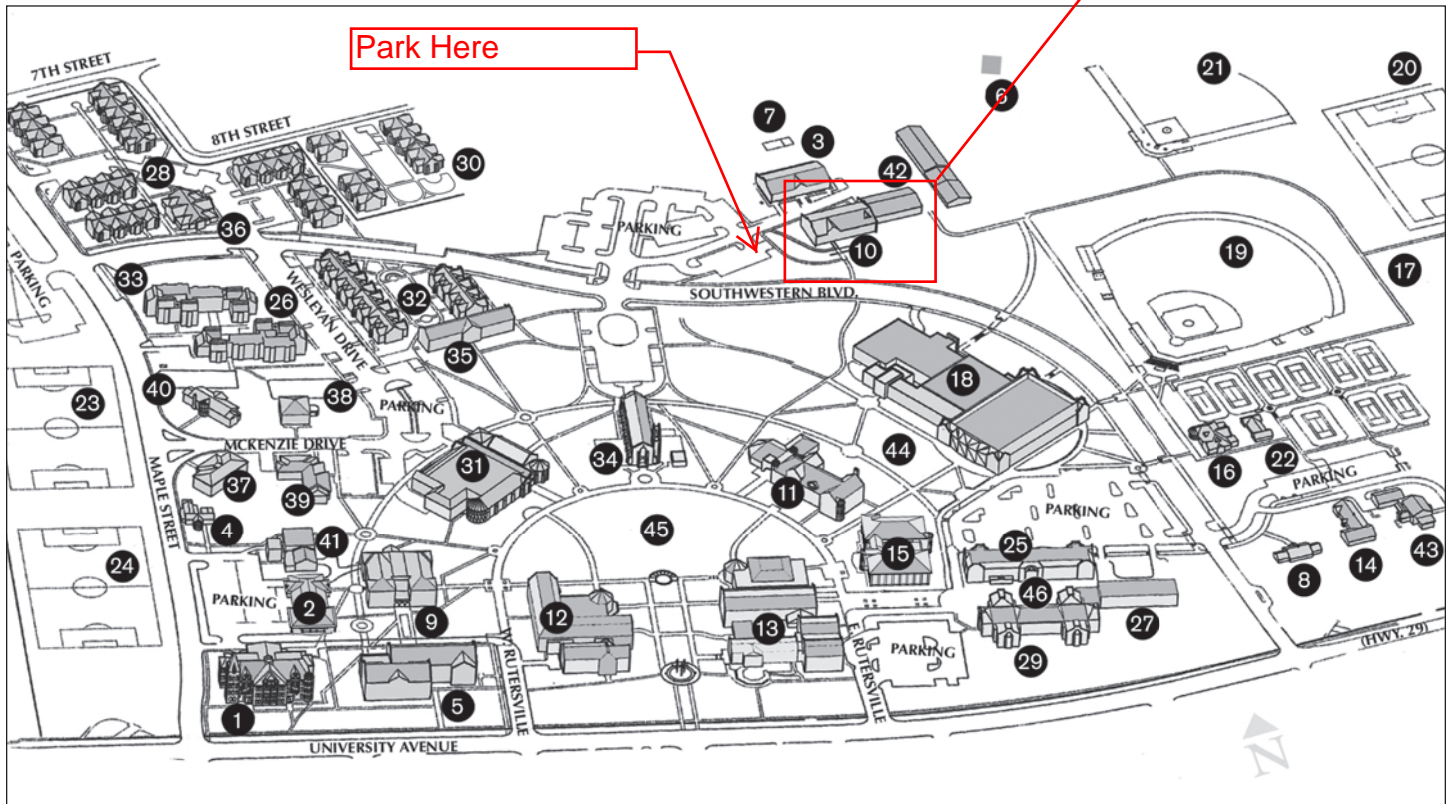 Park Here
7TH STREET
8TH STREET
21
20
6
7
3
28
30
42
36
PARKING
10
19
17
PARKING
33
WESLEYAN DRIVE
26
32
SOUTHWESTERN BLVD.
35
18
40
38
23
PARKING
MCKENZIE DRIVE
31
34
44
16
22
PARKING
37
39
11
MAPLE STREET
4
45
PARKING
41
15
25
43
24
8
14
PARKING
2
46
9
12
13
27
(HWY. 29)
W. RUTERSVILLE
E. RUTERSVILLE
PARKING
29
1
5
UNIVERSITY AVENUE
N